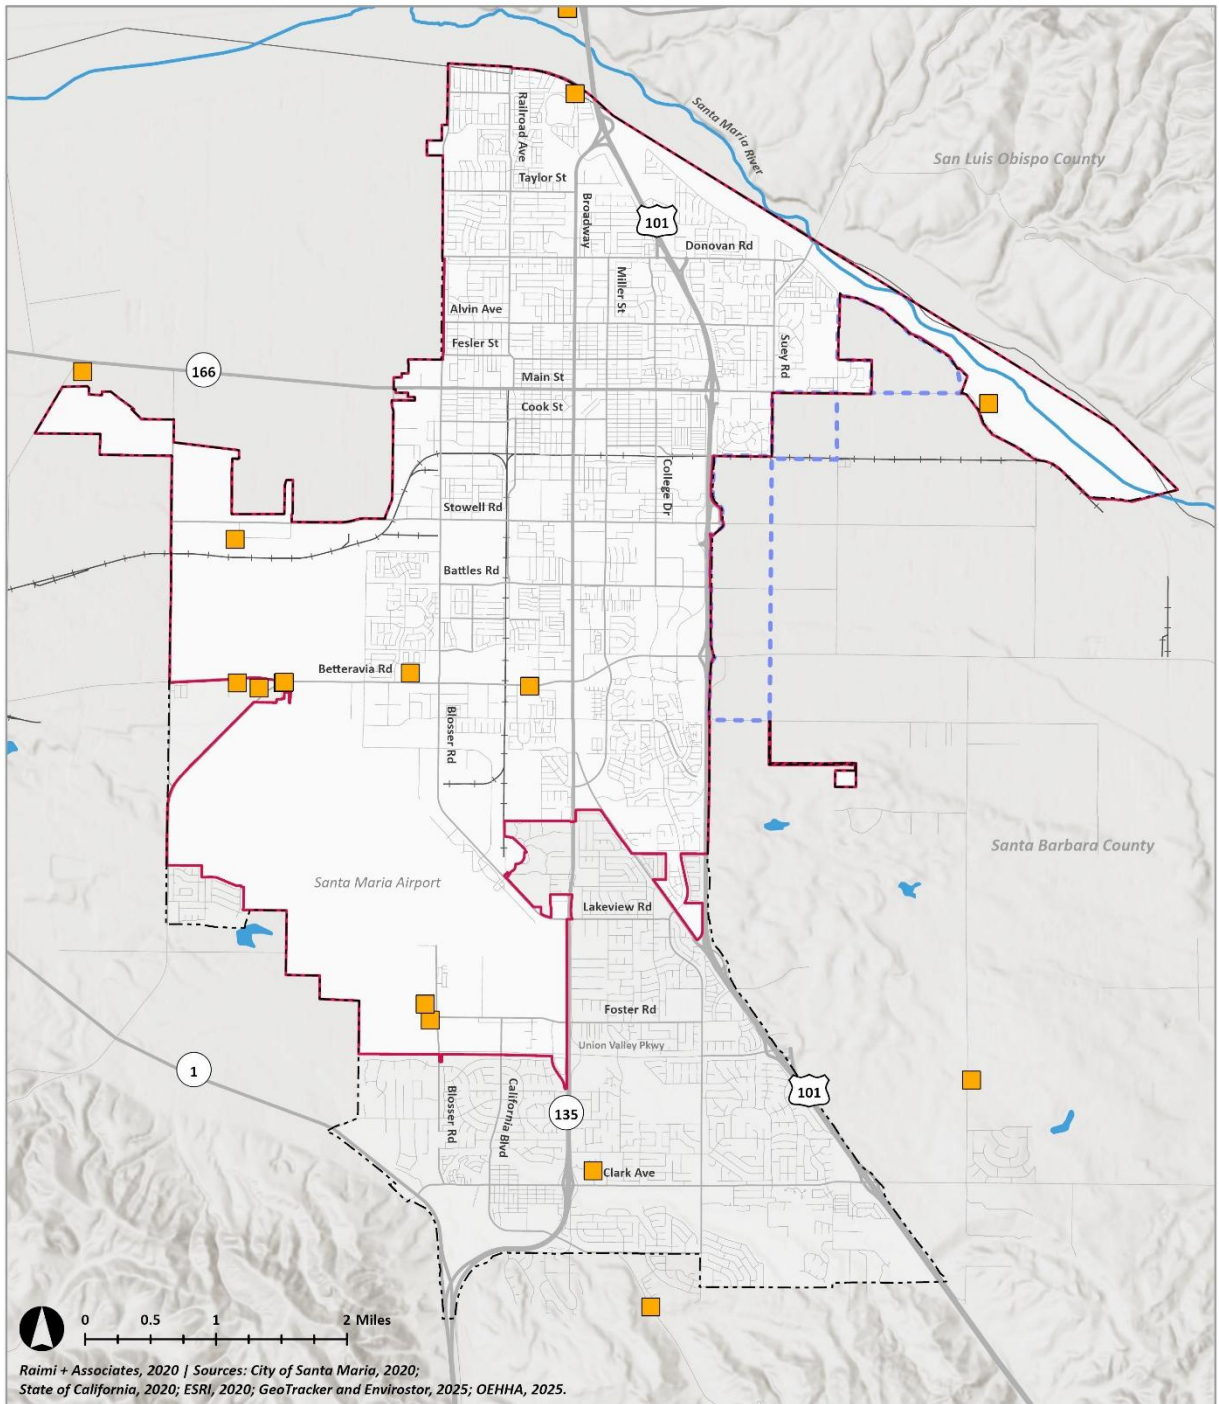 Santa Maria River
San Luis Obispo County
Railroad Ave
Taylor St
Broadway
101
Donovan Rd
Miller St
Alvin Ave
Fesler St
Suey Rd
166
Main St
Cook St
College Dr
Stowell Rd
Battles Rd
Betteravia Rd
Blosser Rd
Santa Maria Airport
Santa Barbara County
Lakeview Rd
Foster Rd
Union Valley Pkwy
1
101
Blosser Rd
California Blvd
135
Clark Ave
0 0.5 1 2 Miles
Raimi + Associates, 2020 | Sources: City of Santa Maria, 2020;
State of California, 2020; ESRI, 2020; GeoTracker and Envirostor, 2025; OEHHA, 2025.